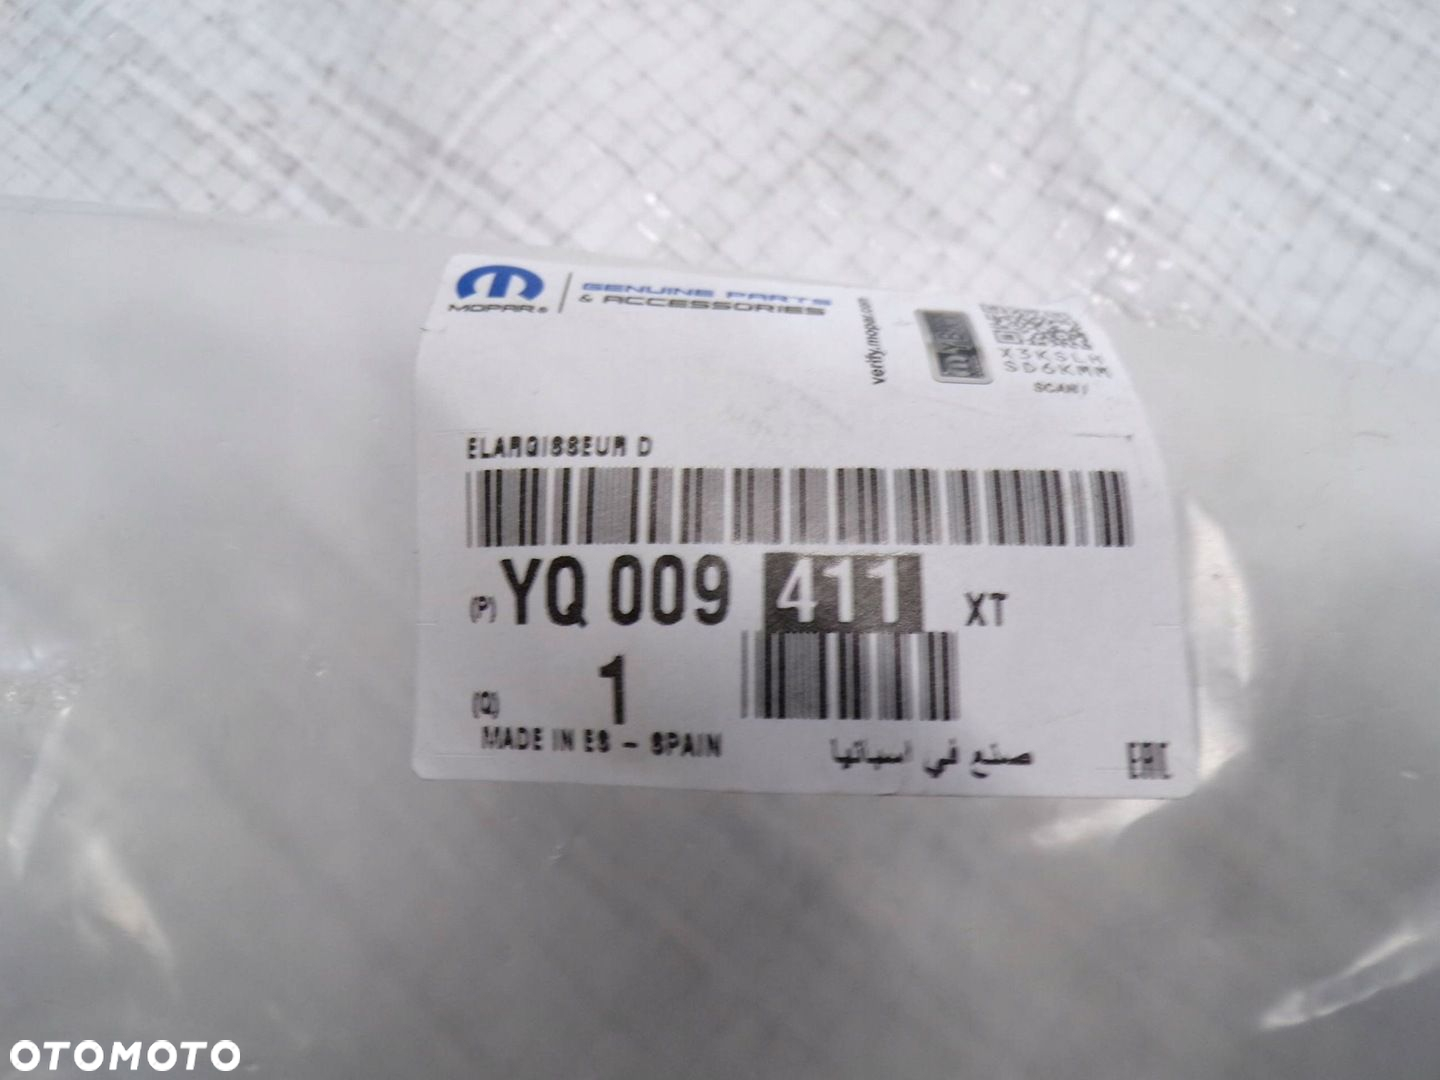 MOPAR®
GENUINE PARTS
& ACCESSORIES
verify.mopar.com
X3KSLH
SD6KMM
SCAN
ELARGISSEUR D
(P) YQ 009 411 XT
(Q) 1
MADE IN ES - SPAIN
صنع في اسبانيا
OTOMOTO